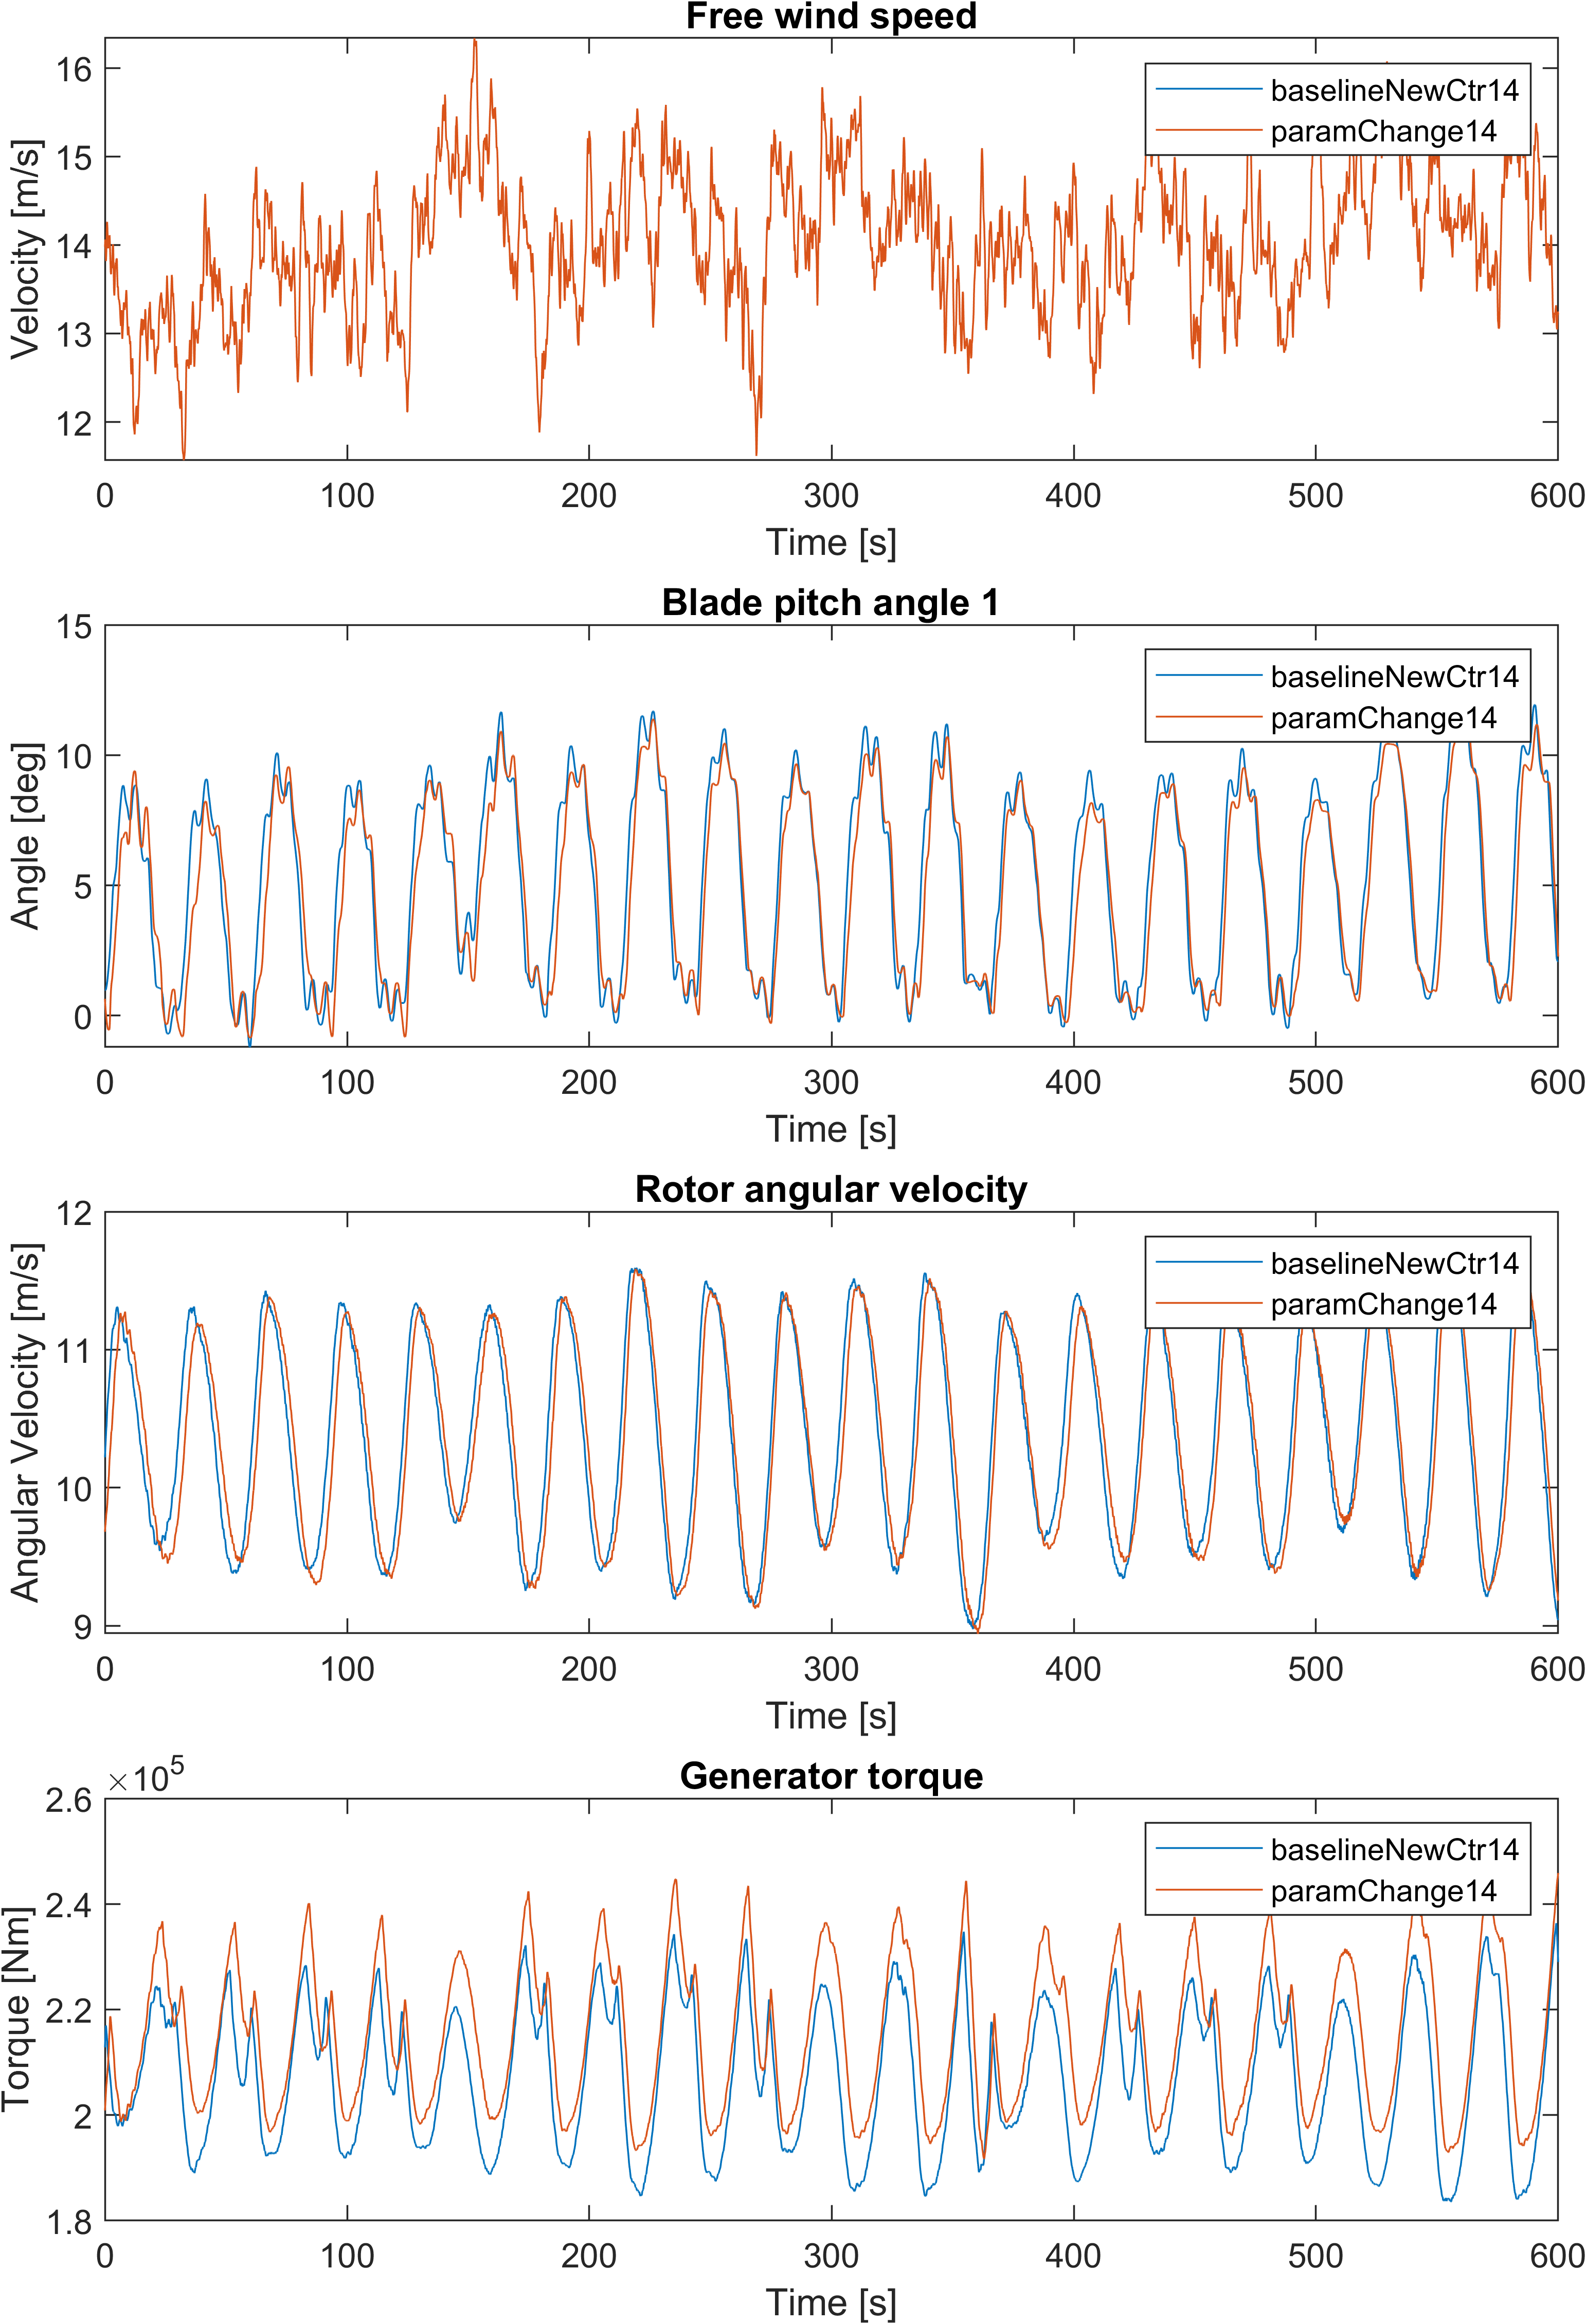 Free wind speed
Velocity [m/s]
16
15
14
13
12
baselineNewCtr14
paramChange14
0 100 200 300 400 500 600
Time [s]
Blade pitch angle 1
Angle [deg]
15
10
5
0
baselineNewCtr14
paramChange14
0 100 200 300 400 500 600
Time [s]
Rotor angular velocity
Angular Velocity [m/s]
12
11
10
9
baselineNewCtr14
paramChange14
0 100 200 300 400 500 600
Time [s]
×10⁵
Generator torque
Torque [Nm]
2.6
2.4
2.2
2
1.8
baselineNewCtr14
paramChange14
0 100 200 300 400 500 600
Time [s]